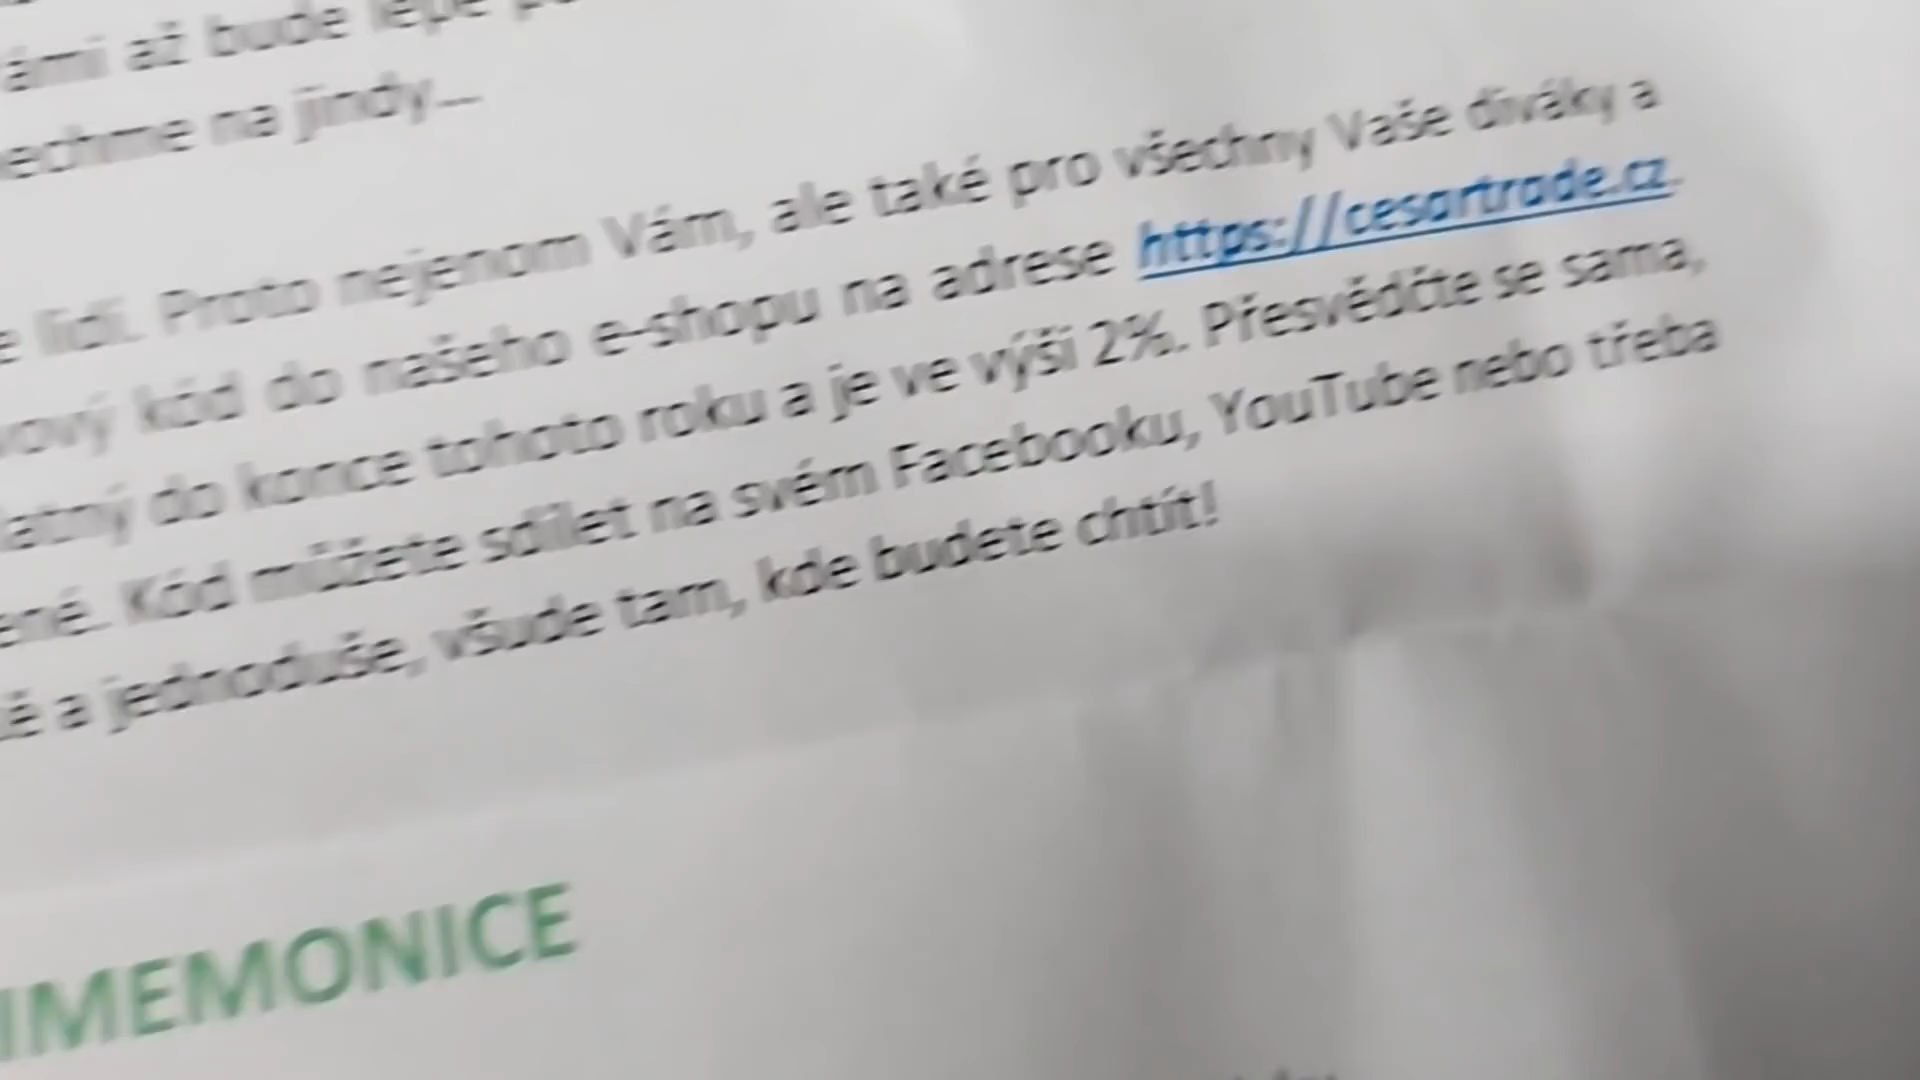 ámi až bude lépe
echme na jindy...
e lidí. Proto nejenom Vám, ale také pro všechny Vaše diváky a
vový kód do našeho e-shopu na adrese https://cesartrade.cz.
latný do konce tohoto roku a je ve výši 2%. Přesvědčte se sama,
ené. Kód můžete sdílet na svém Facebooku, YouTube nebo třeba
ě a jednoduše, všude tam, kde budete chtít!
IMEMONICE